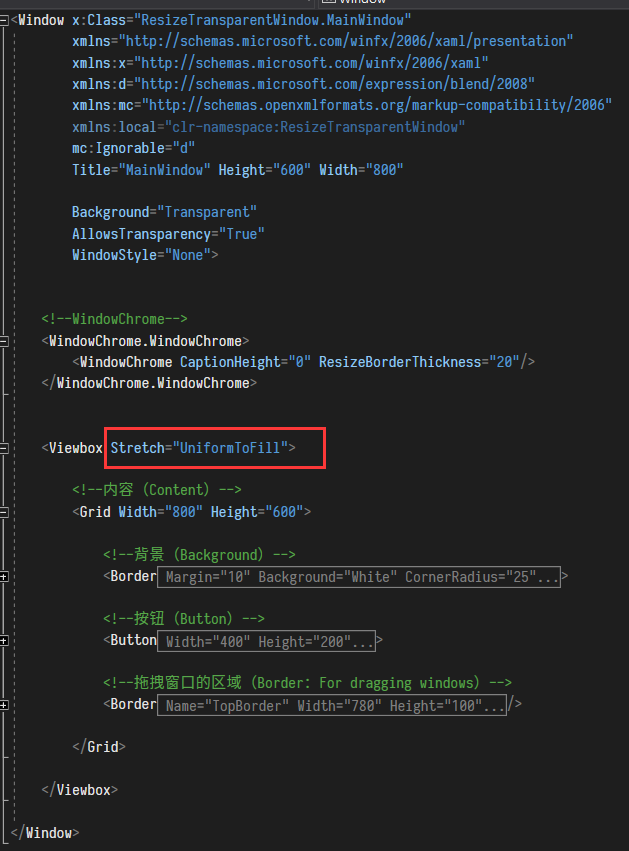 Window
<Window x:Class="ResizeTransparentWindow.MainWindow"
xmlns="http://schemas.microsoft.com/winfx/2006/xaml/presentation"
xmlns:x="http://schemas.microsoft.com/winfx/2006/xaml"
xmlns:d="http://schemas.microsoft.com/expression/blend/2008"
xmlns:mc="http://schemas.openxmlformats.org/markup-compatibility/2006"
xmlns:local="clr-namespace:ResizeTransparentWindow"
mc:Ignorable="d"
Title="MainWindow" Height="600" Width="800"
Background="Transparent"
AllowsTransparency="True"
WindowStyle="None">
<!--WindowChrome-->
<WindowChrome.WindowChrome>
<WindowChrome CaptionHeight="0" ResizeBorderThickness="20"/>
</WindowChrome.WindowChrome>
<Viewbox Stretch="UniformToFill">
<!--内容（Content）-->
<Grid Width="800" Height="600">
<!--背景（Background）-->
<Border Margin="10" Background="White" CornerRadius="25"...>
<!--按钮（Button）-->
<Button Width="400" Height="200"...>
<!--拖拽窗口的区域（Border: For dragging windows）-->
<Border Name="TopBorder" Width="780" Height="100".../>
</Grid>
</Viewbox>
</Window>